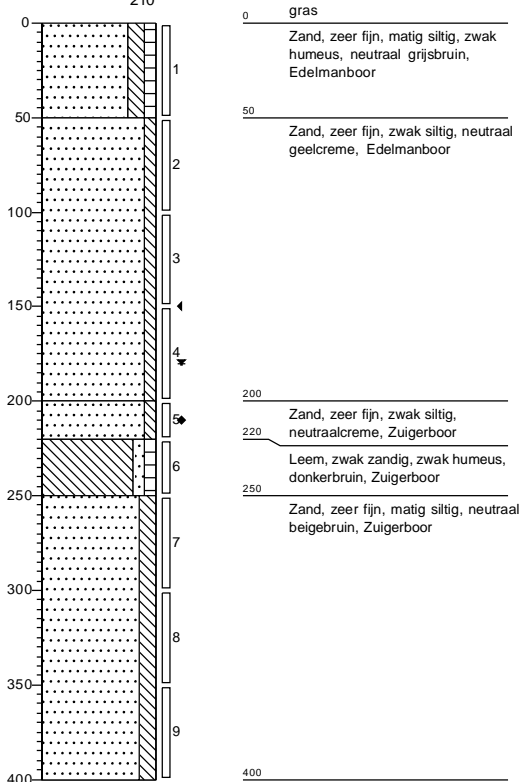 210
0
50
100
150
200
250
300
350
400
1
2
3
4
5
6
7
8
9
0
gras
Zand, zeer fijn, matig siltig, zwak
humeus, neutraal grijsbruin,
Edelmanboor
50
Zand, zeer fijn, zwak siltig, neutraal
geelcreme, Edelmanboor
200
Zand, zeer fijn, zwak siltig,
neutraalcreme, Zuigerboor
220
Leem, zwak zandig, zwak humeus,
donkerbruin, Zuigerboor
250
Zand, zeer fijn, matig siltig, neutraal
beigebruin, Zuigerboor
400